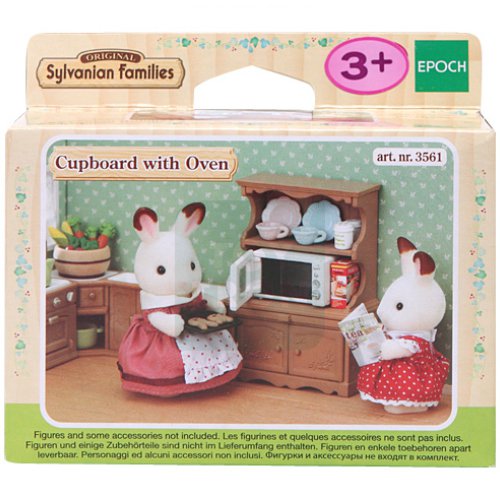 ORIGINAL
Sylvanian Families
3+
EPOCH
Cupboard with Oven
art. nr. 3561
Figures and some accessories not included. Les figurines et quelques accessoires ne sont pas inclus.
Figuren und einige Zubehörteile sind nicht im Lieferumfang enthalten. Figuren en enkele toebehoren apart
leverbaar. Personaggi ed alcuni accessori non inclusi. Фигурки и аксессуары не входят в комплект.